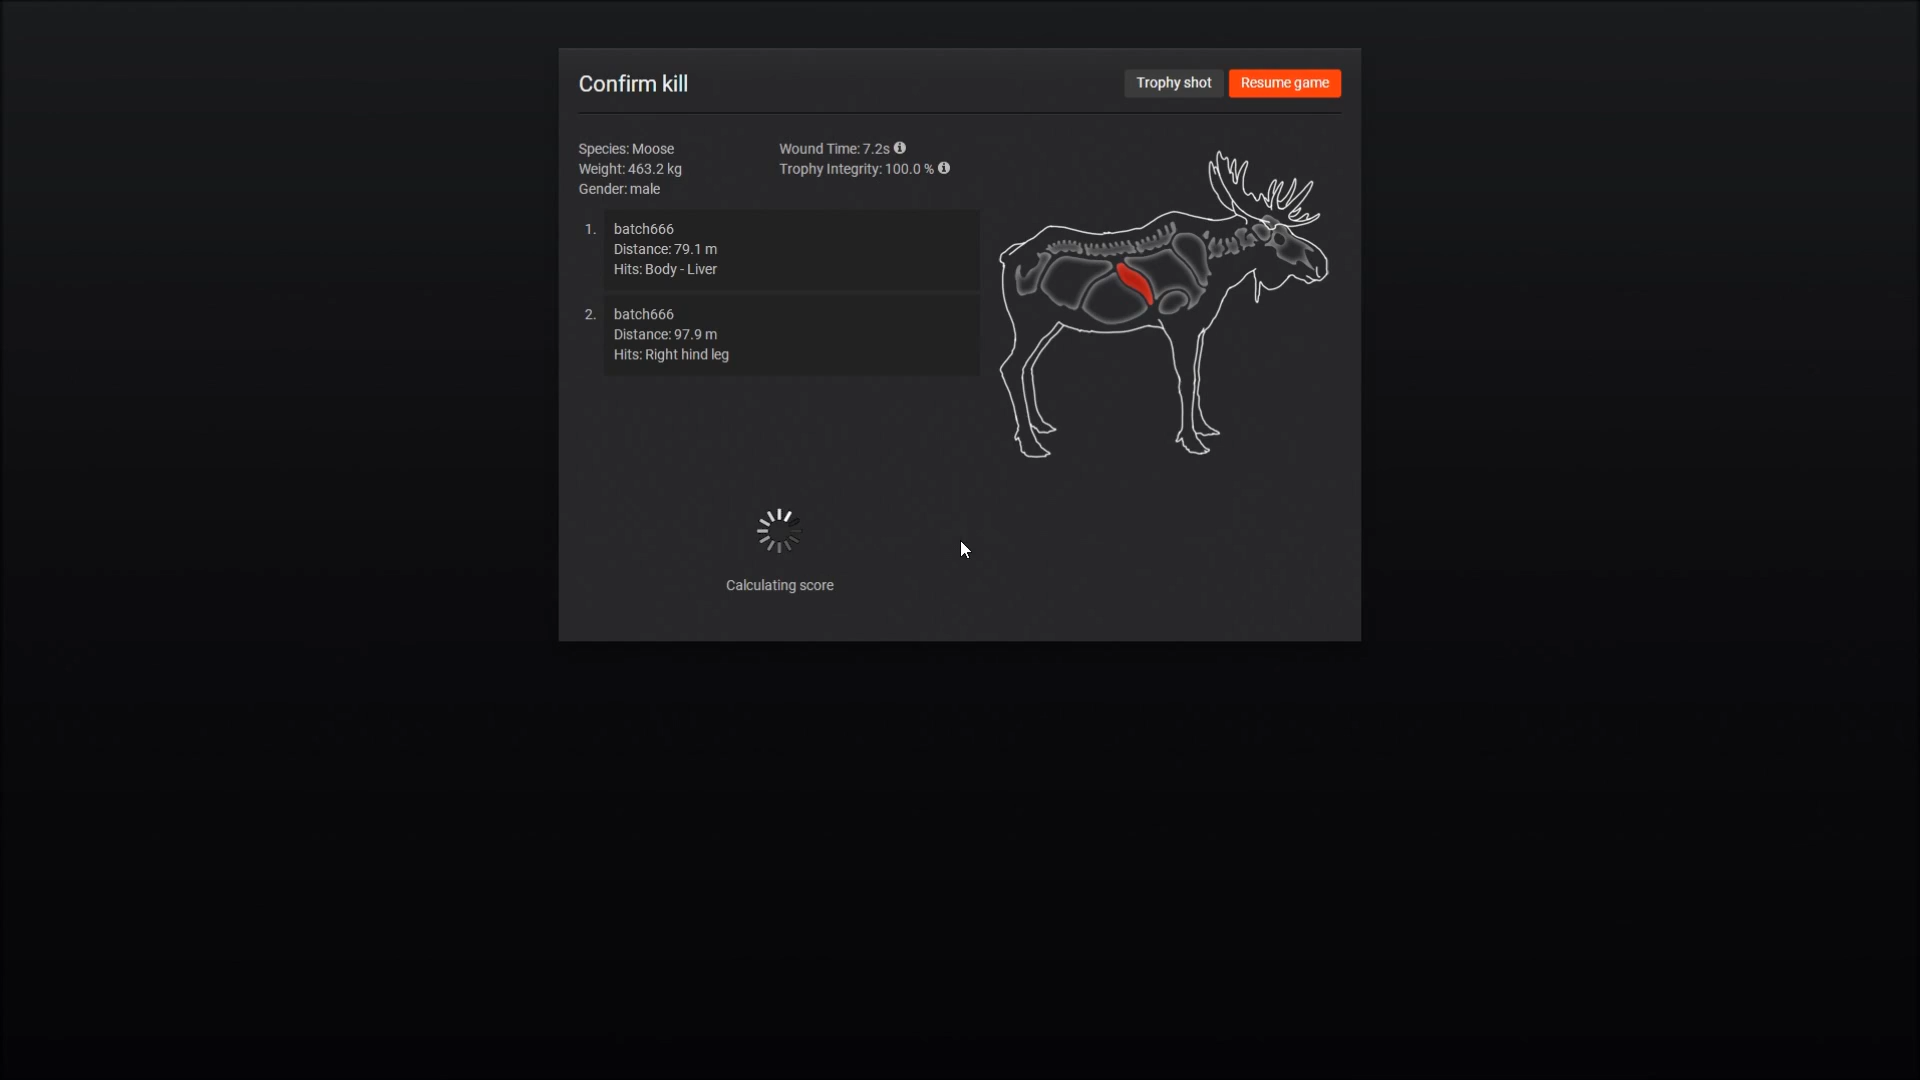 Confirm kill
Trophy shot
Resume game
Species: Moose
Weight: 463.2 kg
Gender: male
Wound Time: 7.2s
Trophy Integrity: 100.0 %
1. batch666
Distance: 79.1 m
Hits: Body - Liver
2. batch666
Distance: 97.9 m
Hits: Right hind leg
Calculating score